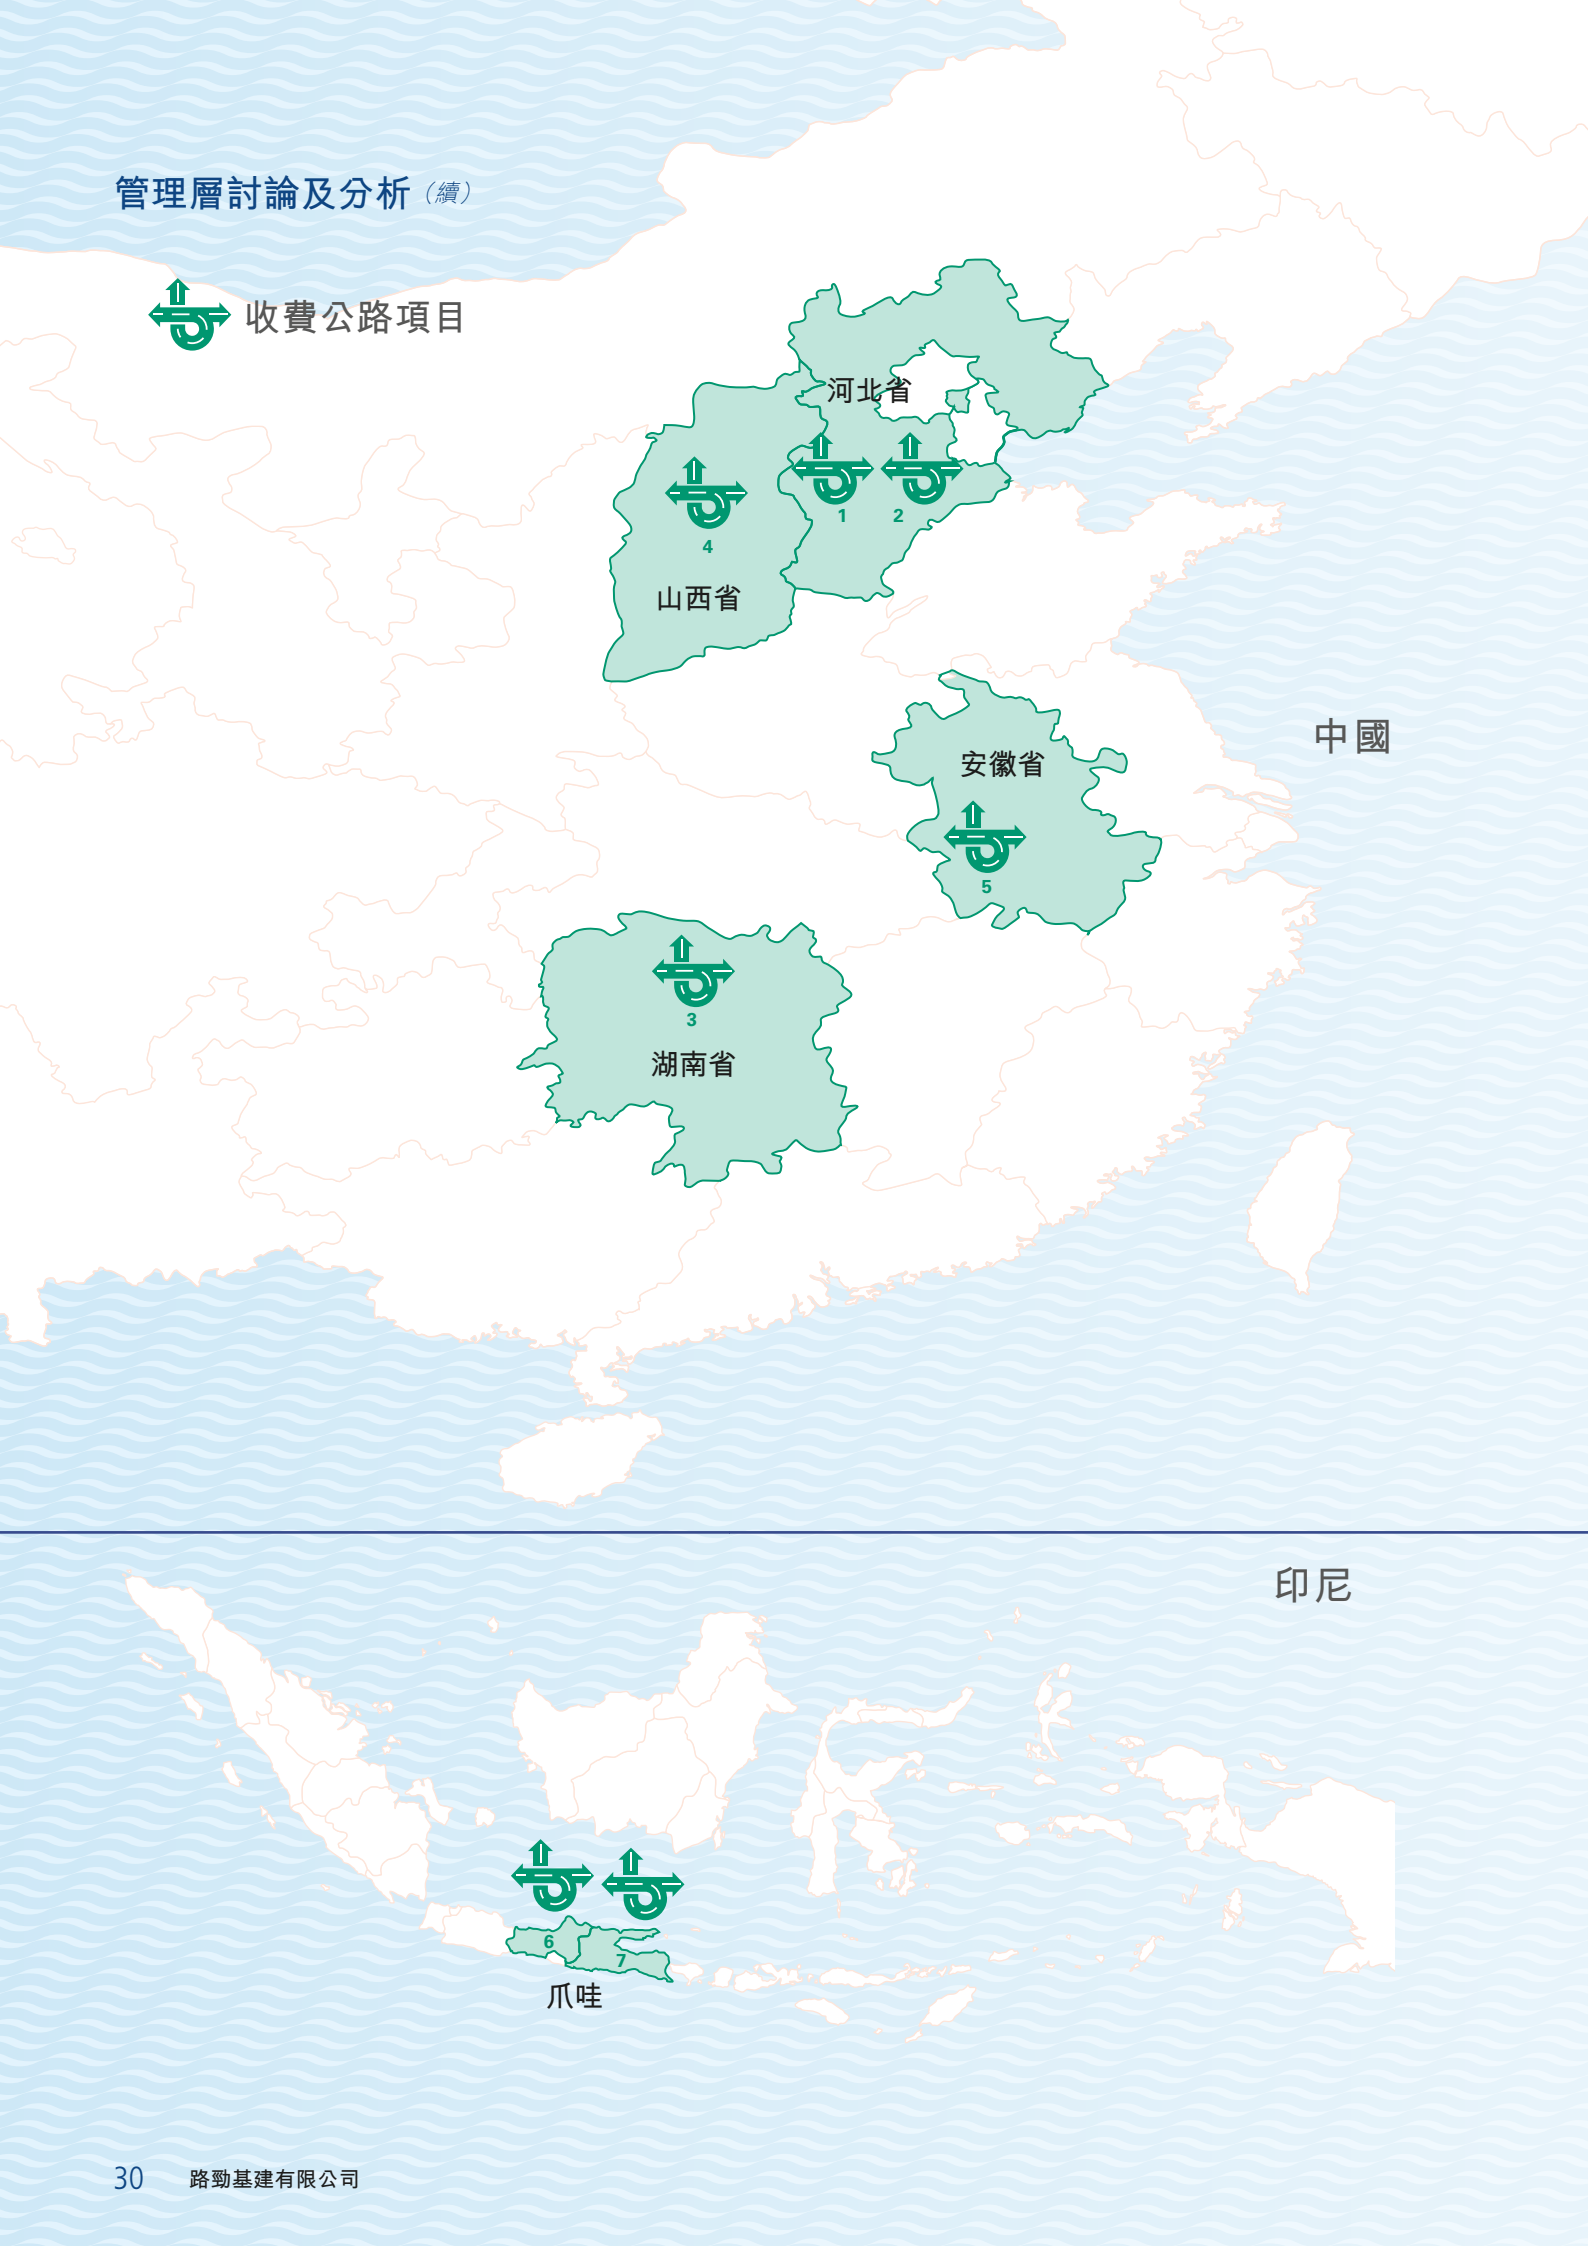 管理層討論及分析（續）
收費公路項目
河北省
1
2
4
山西省
中國
安徽省
5
3
湖南省
印尼
6
7
爪哇
30 路勁基建有限公司